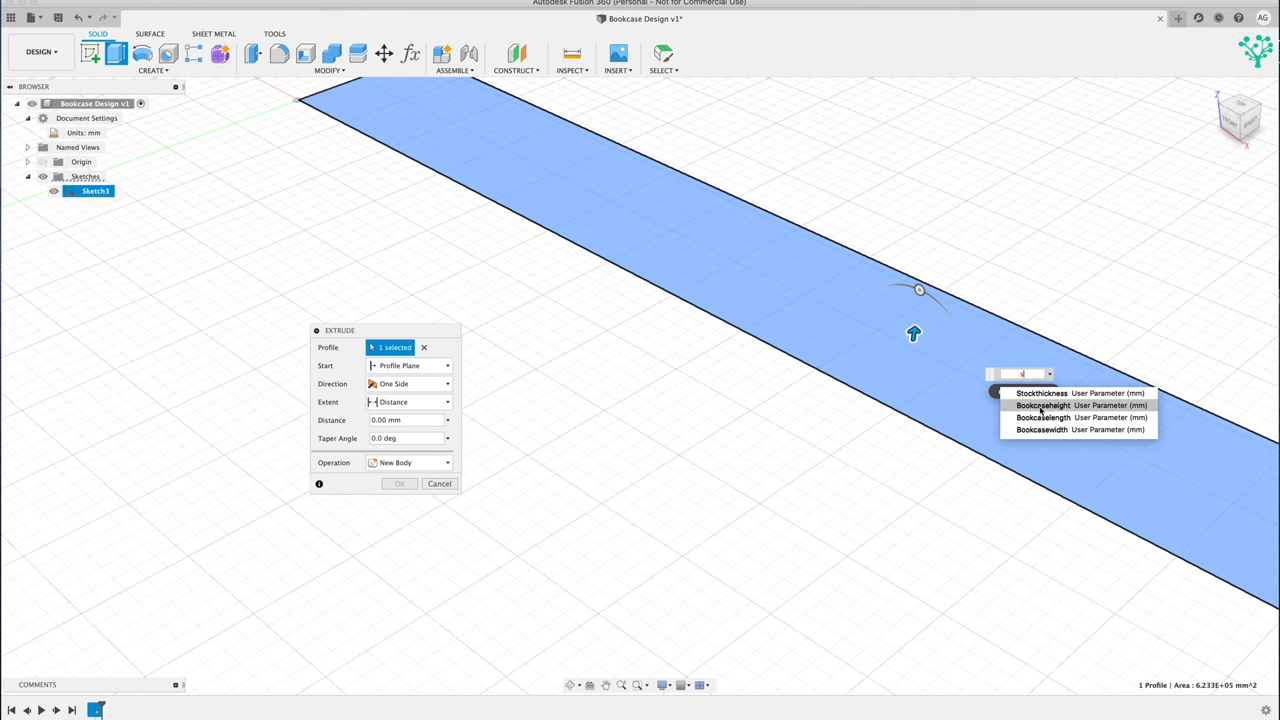 Autodesk Fusion 360 (Personal - Not for Commercial Use)
Bookcase Design v1*
AG
DESIGN
SOLID SURFACE SHEET METAL TOOLS
fx
CREATE MODIFY ASSEMBLE CONSTRUCT INSPECT INSERT SELECT
BROWSER
Bookcase Design v1
Document Settings
Units: mm
Named Views
Origin
Sketches
Sketch3
Z
X
EXTRUDE
Profile 1 selected
Start Profile Plane
Direction One Side
Extent Distance
Distance 0.00 mm
Taper Angle 0.0 deg
Operation New Body
OK Cancel
s
Stockthickness User Parameter (mm)
Bookcaseheight User Parameter (mm)
Bookcaselength User Parameter (mm)
Bookcasewidth User Parameter (mm)
COMMENTS
1 Profile | Area : 6.233E+05 mm^2